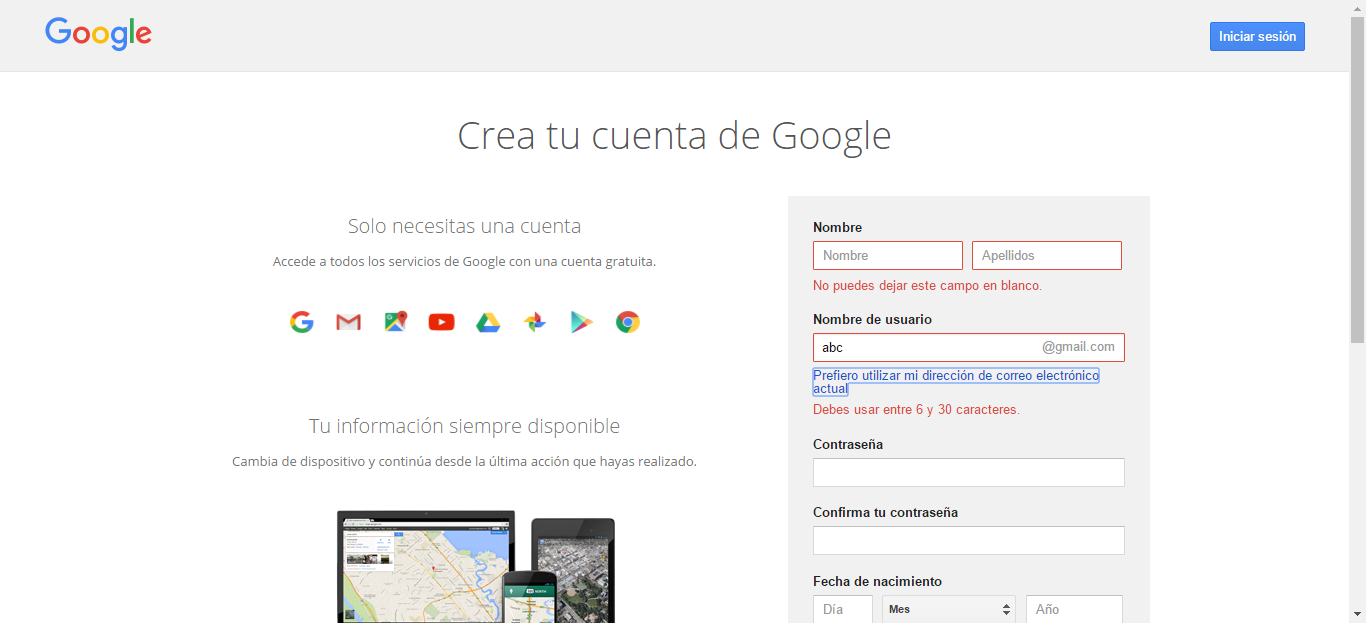 Google
Iniciar sesión
Crea tu cuenta de Google
Solo necesitas una cuenta
Accede a todos los servicios de Google con una cuenta gratuita.
Tu información siempre disponible
Cambia de dispositivo y continúa desde la última acción que hayas realizado.
Nombre
Nombre Apellidos
No puedes dejar este campo en blanco.
Nombre de usuario
abc @gmail.com
Prefiero utilizar mi dirección de correo electrónico
actual
Debes usar entre 6 y 30 caracteres.
Contraseña
Confirma tu contraseña
Fecha de nacimiento
Día Mes Año